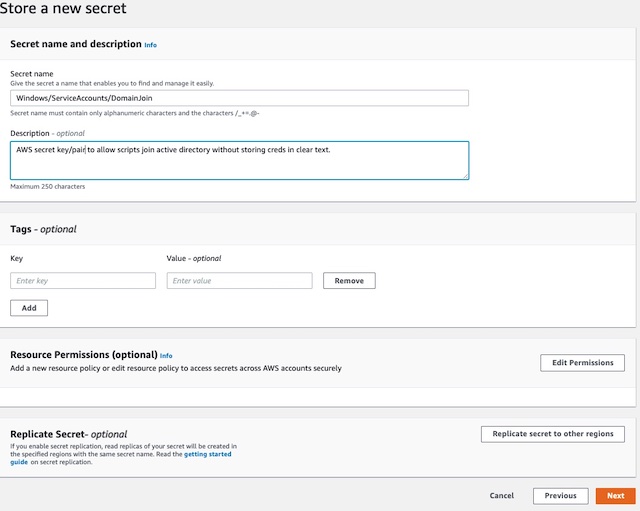 Store a new secret
Secret name and description Info
Secret name
Give the secret a name that enables you to find and manage it easily.
Windows/ServiceAccounts/DomainJoin
Secret name must contain only alphanumeric characters and the characters /_+=.@-
Description - optional
AWS secret key/pair to allow scripts join active directory without storing creds in clear text.
Maximum 250 characters
Tags - optional
Key Value - optional
Enter key Enter value Remove
Add
Resource Permissions (optional) Info
Add a new resource policy or edit resource policy to access secrets across AWS accounts securely
Edit Permissions
Replicate Secret- optional
If you enable secret replication, read replicas of your secret will be created in
the specified regions with the same secret name. Read the getting started
guide on secret replication.
Replicate secret to other regions
Cancel Previous Next